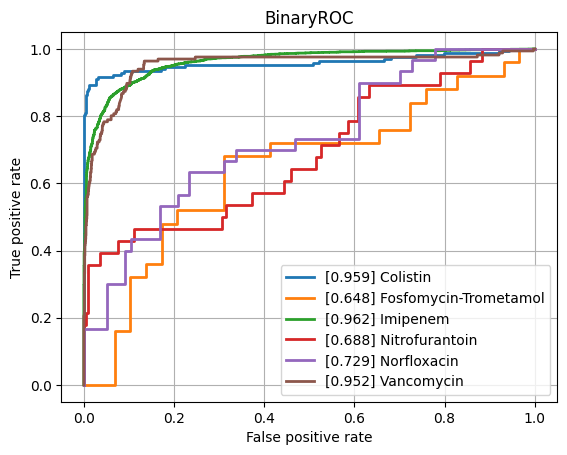 BinaryROC
True positive rate
1.0
0.8
0.6
0.4
0.2
0.0
[0.959] Colistin
[0.648] Fosfomycin-Trometamol
[0.962] Imipenem
[0.688] Nitrofurantoin
[0.729] Norfloxacin
[0.952] Vancomycin
0.0 0.2 0.4 0.6 0.8 1.0
False positive rate